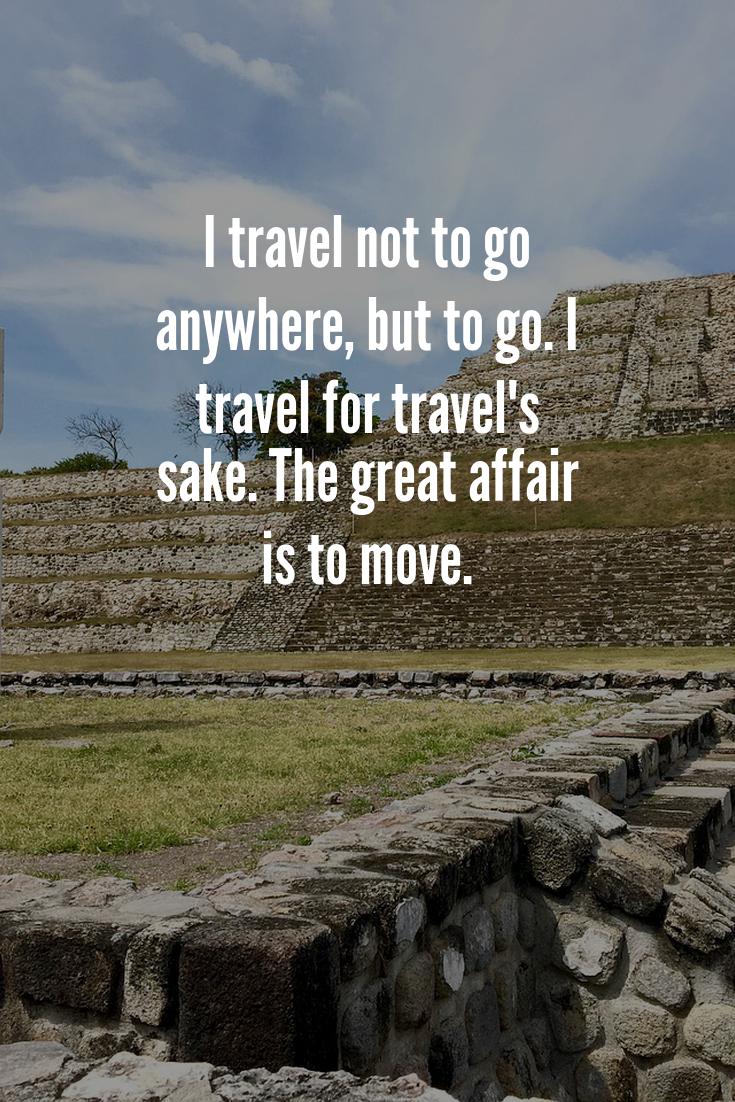 I travel not to go
anywhere, but to go. I
travel for travel's
sake. The great affair
is to move.